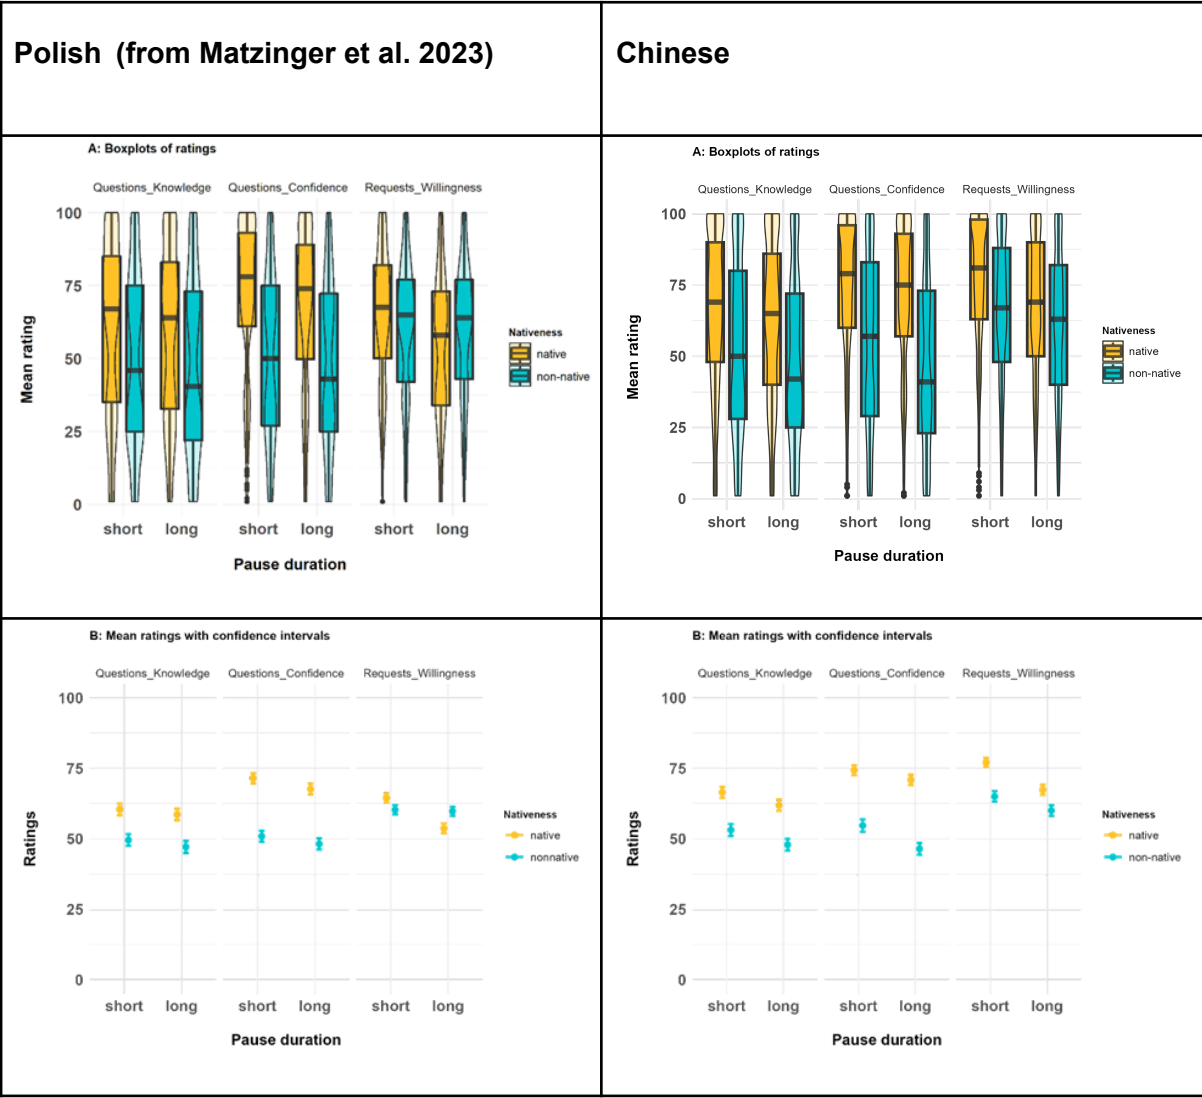 Polish (from Matzinger et al. 2023)
Chinese
A: Boxplots of ratings
Questions_Knowledge Questions_Confidence Requests_Willingness
100
75
50
25
0
Mean rating
short long short long short long
Pause duration
Nativeness
native
non-native
A: Boxplots of ratings
Questions_Knowledge Questions_Confidence Requests_Willingness
100
75
50
25
0
Mean rating
short long short long short long
Pause duration
Nativeness
native
non-native
B: Mean ratings with confidence intervals
Questions_Knowledge Questions_Confidence Requests_Willingness
100
75
50
25
0
Ratings
short long short long short long
Pause duration
Nativeness
native
nonnative
B: Mean ratings with confidence intervals
Questions_Knowledge Questions_Confidence Requests_Willingness
100
75
50
25
0
Ratings
short long short long short long
Pause duration
Nativeness
native
non-native